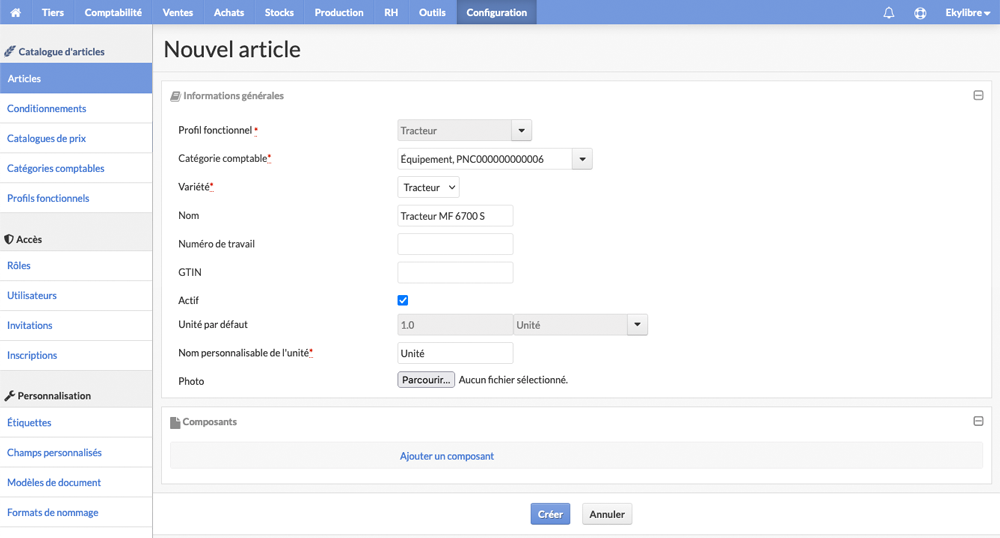 Tiers Comptabilité Ventes Achats Stocks Production RH Outils Configuration Ekylibre
Catalogue d'articles
Articles
Conditionnements
Catalogues de prix
Catégories comptables
Profils fonctionnels
Accès
Rôles
Utilisateurs
Invitations
Inscriptions
Personnalisation
Étiquettes
Champs personnalisés
Modèles de document
Formats de nommage
Nouvel article
Informations générales
Profil fonctionnel * Tracteur
Catégorie comptable* Équipement, PNC000000000006
Variété* Tracteur
Nom Tracteur MF 6700 S
Numéro de travail
GTIN
Actif
Unité par défaut 1.0 Unité
Nom personnalisable de l'unité* Unité
Photo Parcourir... Aucun fichier sélectionné.
Composants
Ajouter un composant
Créer Annuler